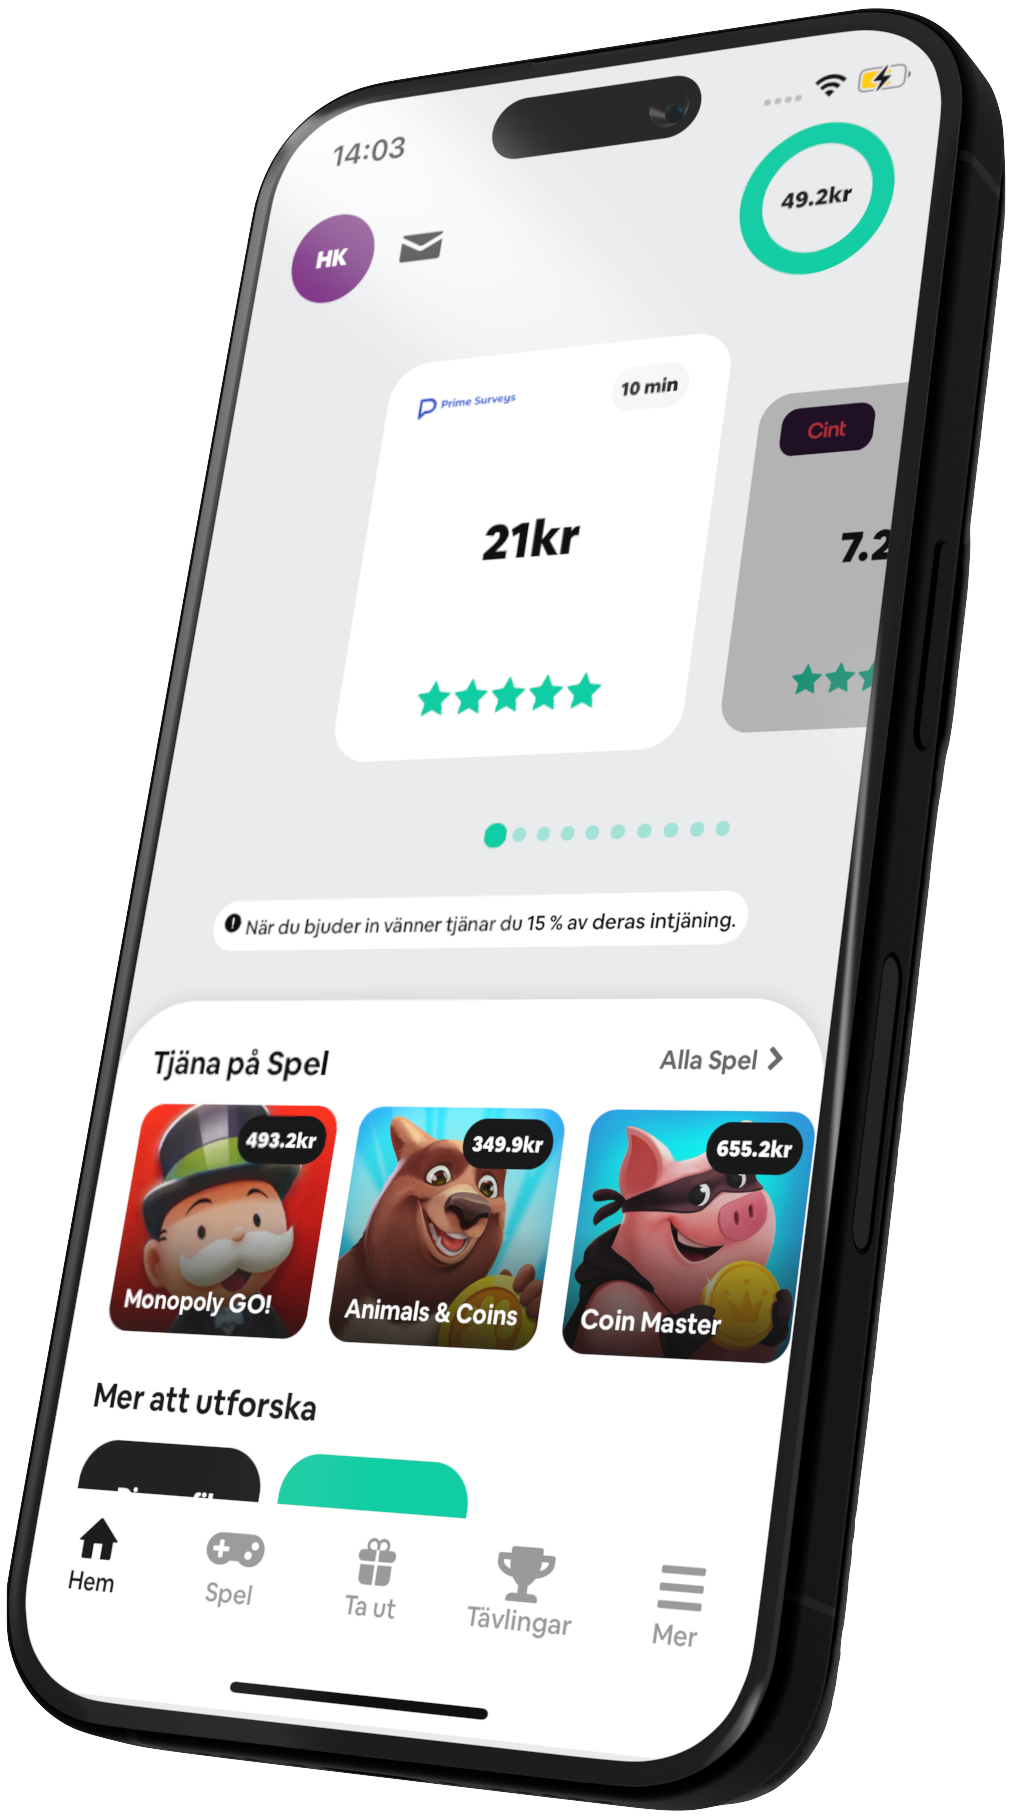 14:03
49.2kr
HK
Prime Surveys
10 min
Cint
21kr
7.2
När du bjuder in vänner tjänar du 15 % av deras intjäning.
Tjäna på Spel
Alla Spel
493.2kr
349.9kr
655.2kr
Monopoly GO!
Animals & Coins
Coin Master
Mer att utforska
Hem
Spel
Ta ut
Tävlingar
Mer